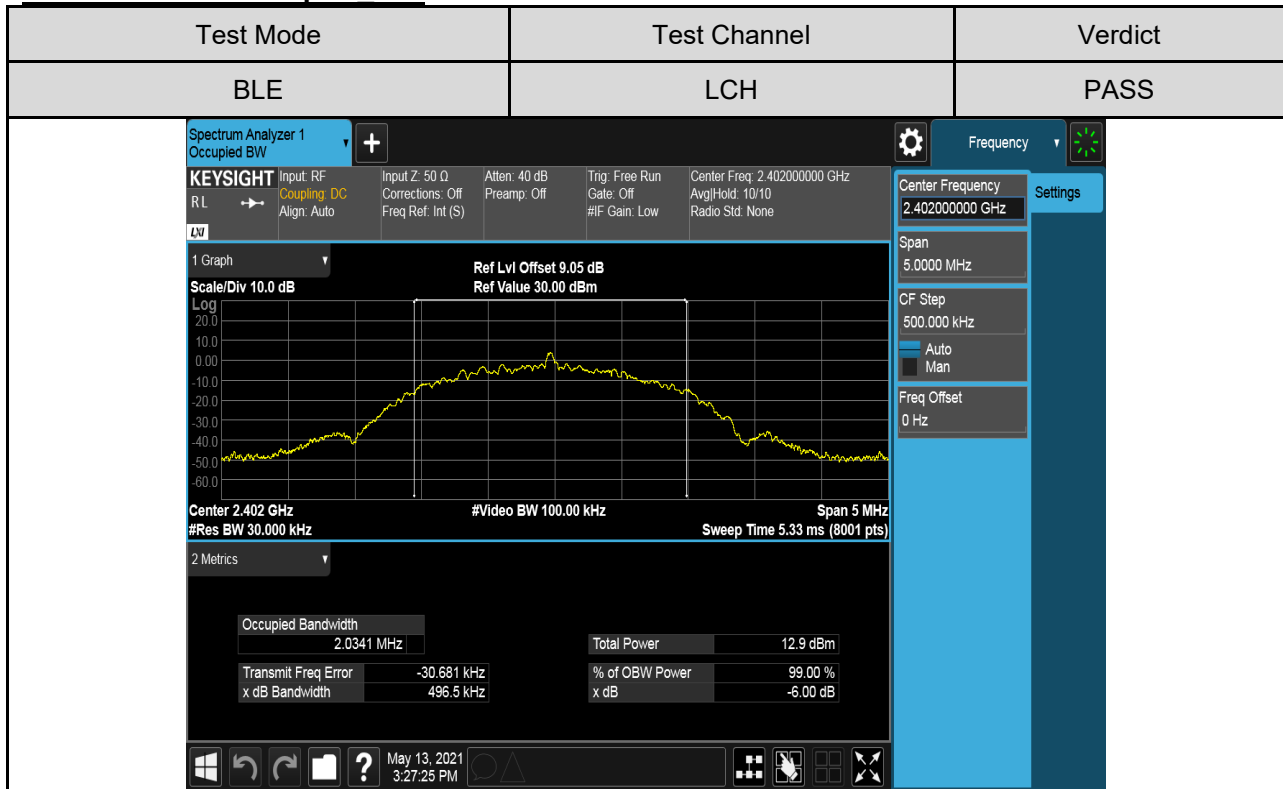 Test Mode Test Channel Verdict
BLE LCH PASS
Spectrum Analyzer 1
Occupied BW
Frequency
KEYSIGHT
RL
LXI
Input: RF
Coupling: DC
Align: Auto
Input Z: 50 Ω
Corrections: Off
Freq Ref: Int (S)
Atten: 40 dB
Preamp: Off
Trig: Free Run
Gate: Off
#IF Gain: Low
Center Freq: 2.402000000 GHz
Avg|Hold: 10/10
Radio Std: None
Center Frequency
2.402000000 GHz
Settings
Span
5.0000 MHz
CF Step
500.000 kHz
Auto
Man
Freq Offset
0 Hz
1 Graph
Scale/Div 10.0 dB
Ref Lvl Offset 9.05 dB
Ref Value 30.00 dBm
Log
20.0
10.0
0.00
-10.0
-20.0
-30.0
-40.0
-50.0
-60.0
Center 2.402 GHz #Video BW 100.00 kHz Span 5 MHz
#Res BW 30.000 kHz Sweep Time 5.33 ms (8001 pts)
2 Metrics
Occupied Bandwidth
2.0341 MHz
Total Power 12.9 dBm
Transmit Freq Error -30.681 kHz
% of OBW Power 99.00 %
x dB Bandwidth 496.5 kHz
x dB -6.00 dB
?
May 13, 2021
3:27:25 PM